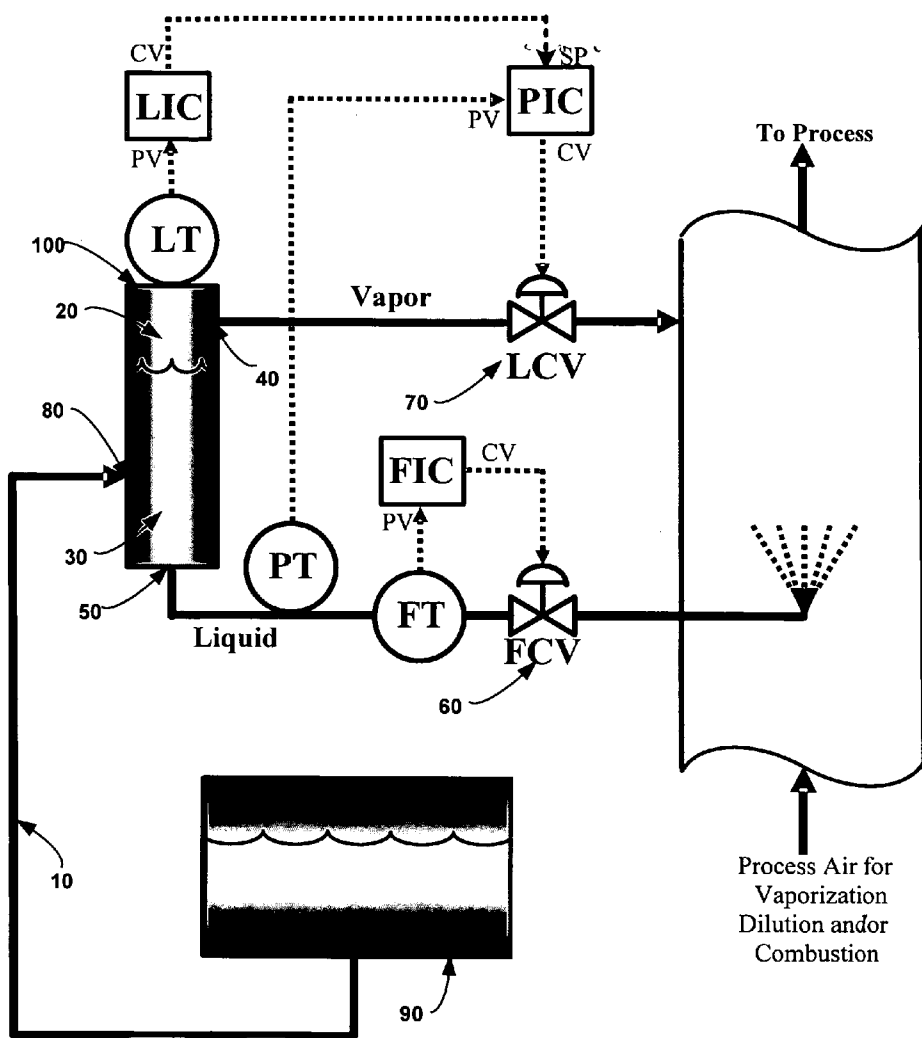 CV
SP
LIC
PIC
PV
PV
CV
To Process
LT
100
20
Vapor
40
LCV
70
80
FIC
CV
PV
30
PT
FT
50
Liquid
FCV
60
10
90
Process Air for
Vaporization
Dilution and/or
Combustion